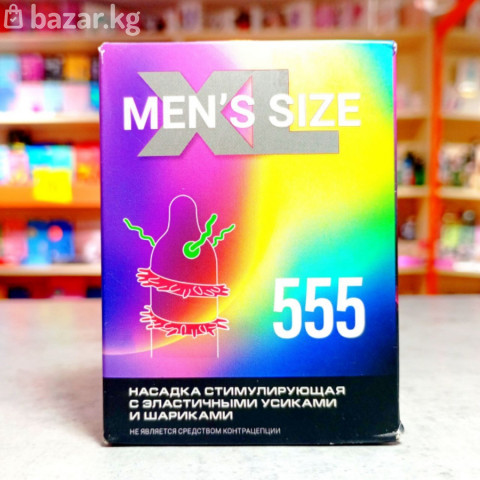 bazar.kg
XL
MEN'S SIZE
555
НАСАДКА СТИМУЛИРУЮЩАЯ
С ЭЛАСТИЧНЫМИ УСИКАМИ
И ШАРИКАМИ
НЕ ЯВЛЯЕТСЯ СРЕДСТВОМ КОНТРАЦЕПЦИИ